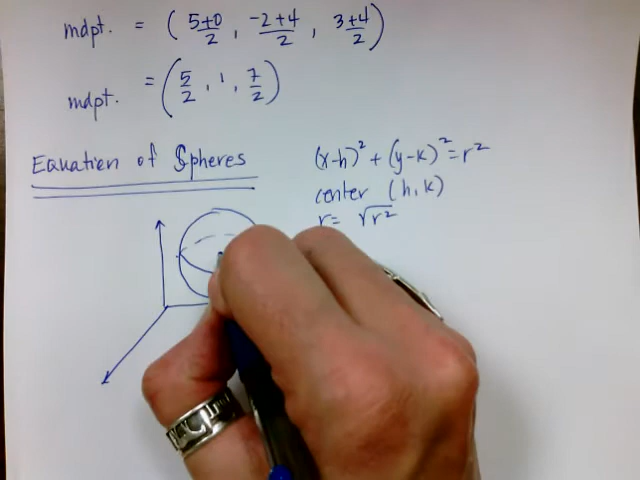 mdpt. = ( 5+0/2 , -2+4/2 , 3+4/2 )
mdpt. = ( 5/2 , 1 , 7/2 )
Equation of Spheres
(x-h)² + (y-k)² = r²
center (h, k)
r = √r²